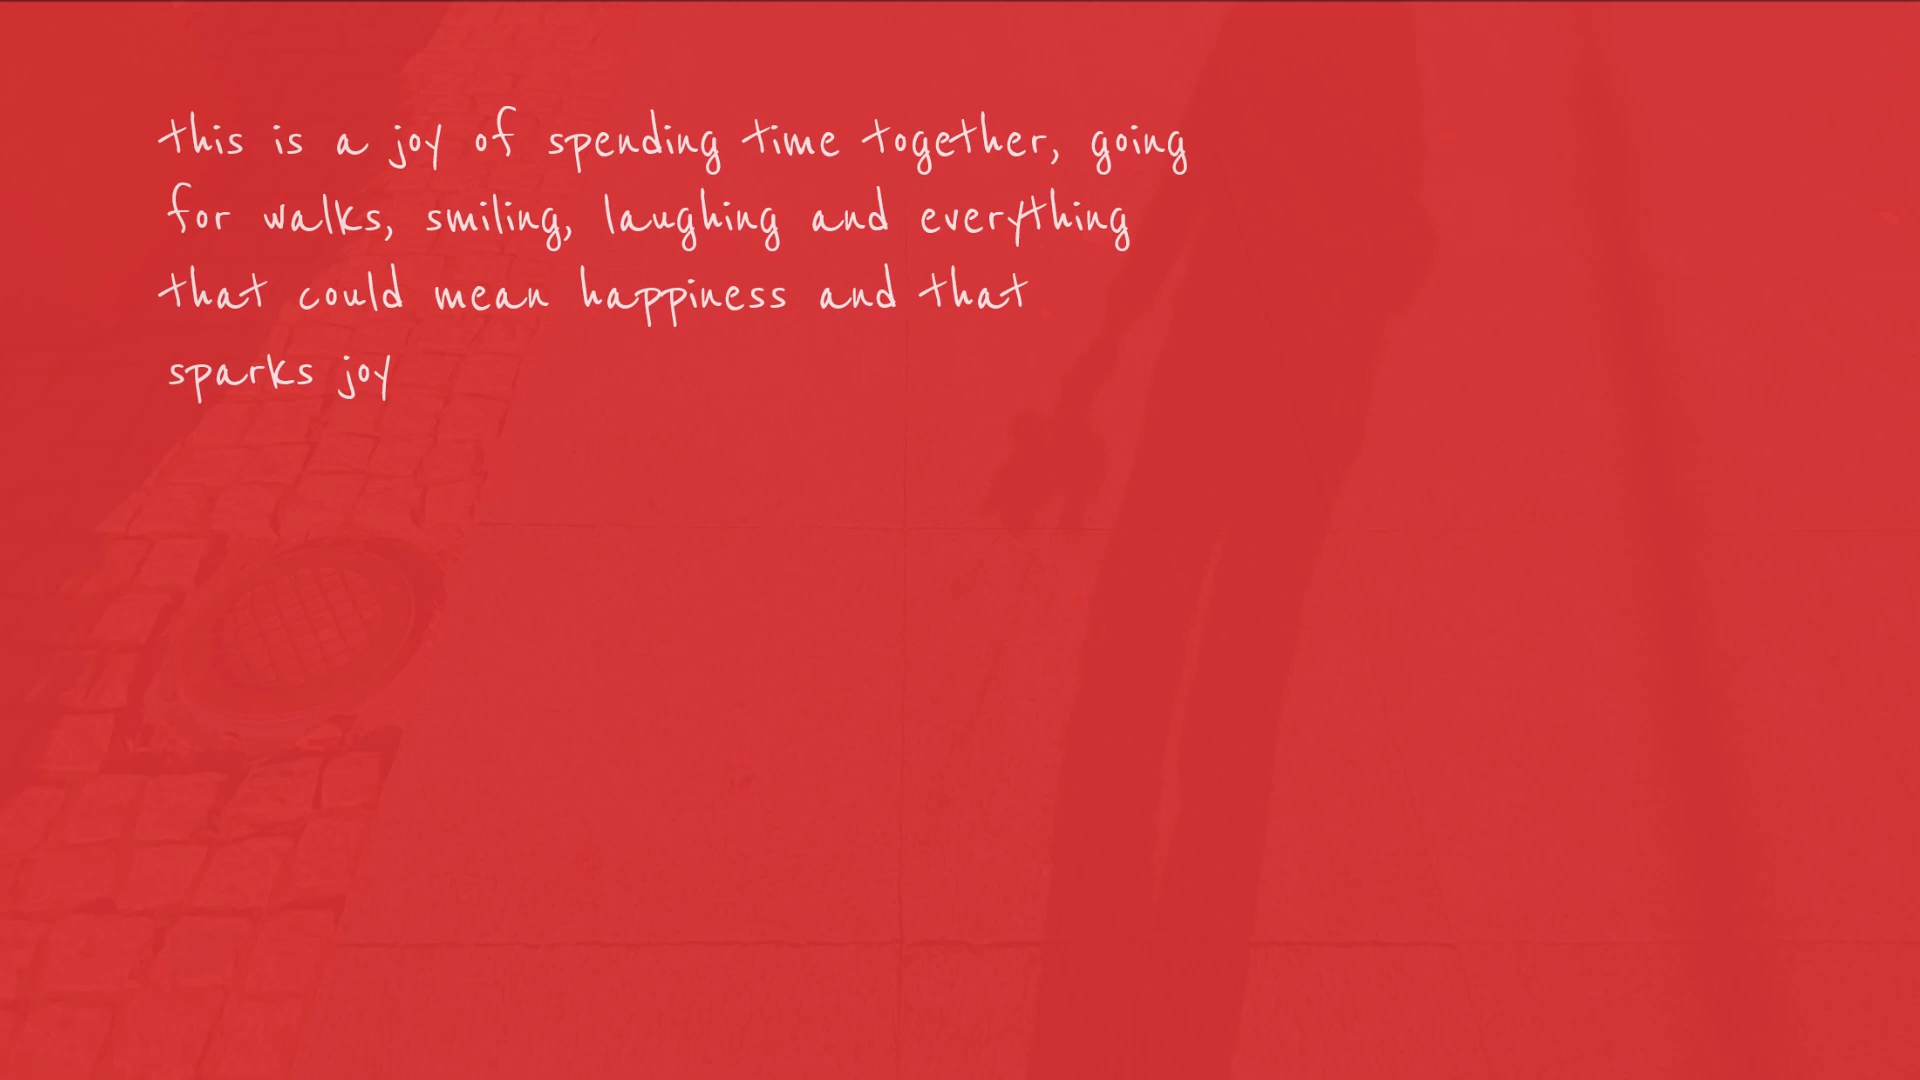 this is a joy of spending time together, going
for walks, smiling, laughing and everything
that could mean happiness and that
sparks joy